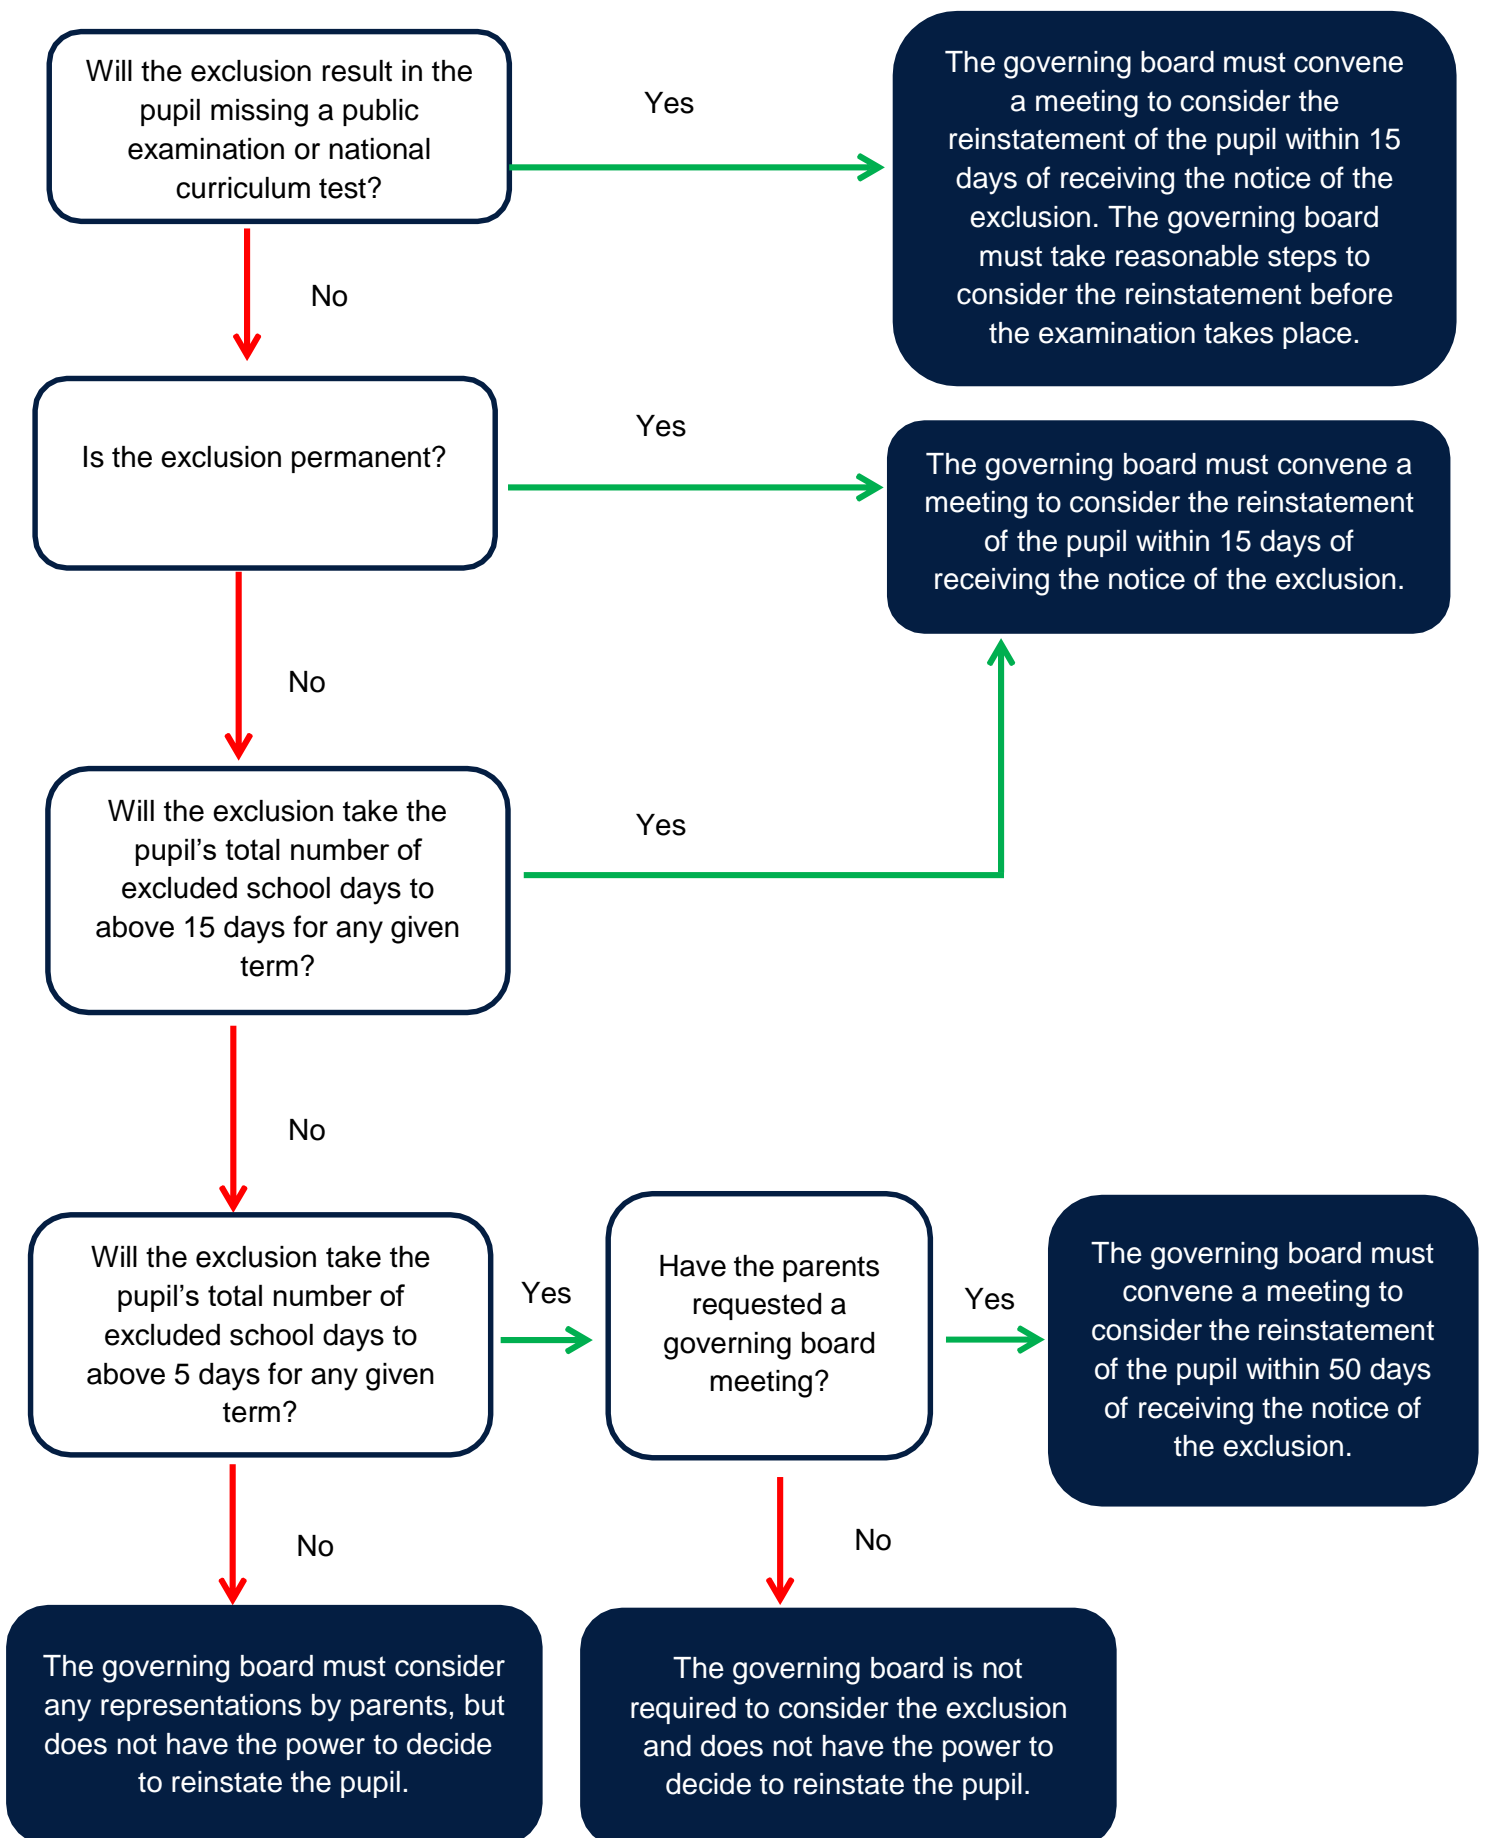 Will the exclusion result in the
pupil missing a public
examination or national
curriculum test?
Yes
The governing board must convene
a meeting to consider the
reinstatement of the pupil within 15
days of receiving the notice of the
exclusion. The governing board
must take reasonable steps to
consider the reinstatement before
the examination takes place.
No
Is the exclusion permanent?
Yes
The governing board must convene a
meeting to consider the reinstatement
of the pupil within 15 days of
receiving the notice of the exclusion.
No
Will the exclusion take the
pupil’s total number of
excluded school days to
above 15 days for any given
term?
Yes
No
Will the exclusion take the
pupil’s total number of
excluded school days to
above 5 days for any given
term?
Yes
Have the parents
requested a
governing board
meeting?
Yes
The governing board must
convene a meeting to
consider the reinstatement
of the pupil within 50 days
of receiving the notice of
the exclusion.
No
No
The governing board must consider
any representations by parents, but
does not have the power to decide
to reinstate the pupil.
The governing board is not
required to consider the exclusion
and does not have the power to
decide to reinstate the pupil.